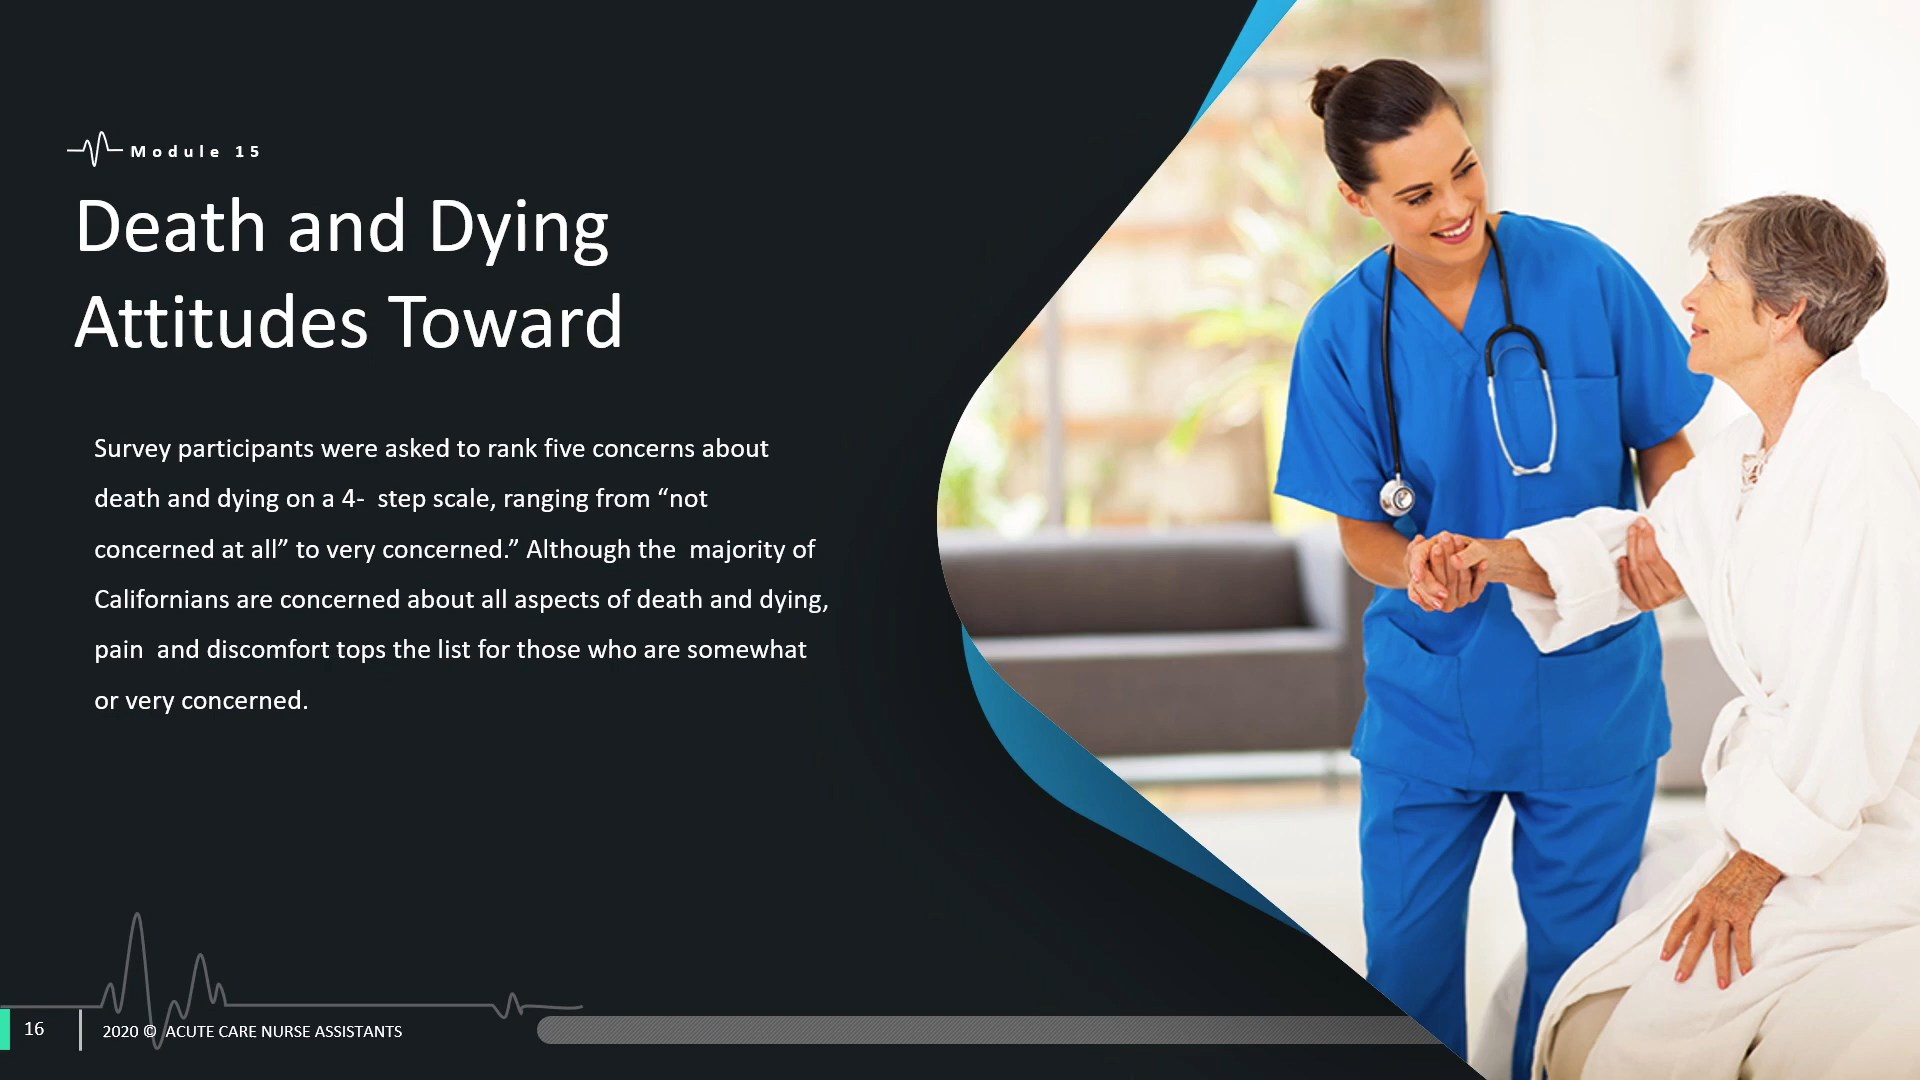 Module 15
Death and Dying
Attitudes Toward
Survey participants were asked to rank five concerns about
death and dying on a 4-  step scale, ranging from “not
concerned at all” to very concerned.” Although the  majority of
Californians are concerned about all aspects of death and dying,
pain  and discomfort tops the list for those who are somewhat
or very concerned.
16
2020 ©  ACUTE CARE NURSE ASSISTANTS